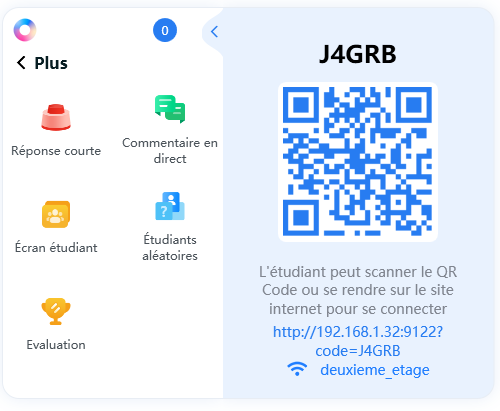 0
Plus
Réponse courte
Commentaire en
direct
Écran étudiant
Étudiants
aléatoires
?
Evaluation
J4GRB
L'étudiant peut scanner le QR
Code ou se rendre sur le site
internet pour se connecter
http://192.168.1.32:9122?
code=J4GRB
deuxieme_etage